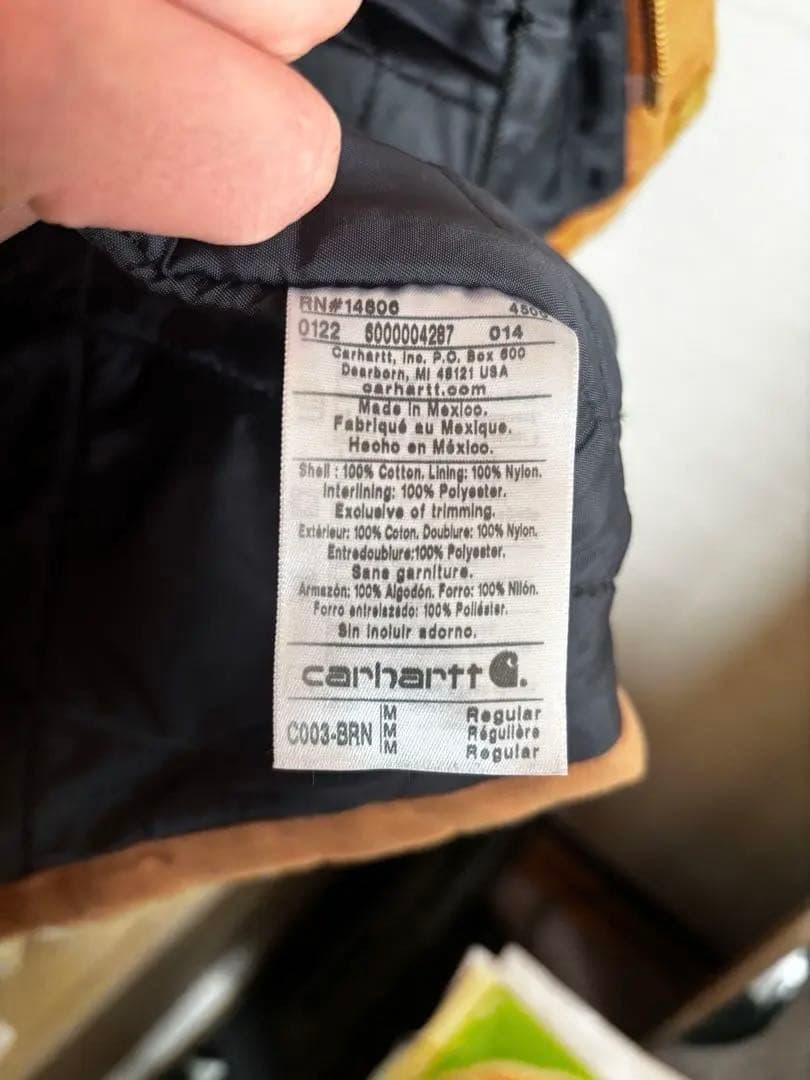 RN#14806
0122 6000004287 014
Carhartt, Inc. P.O. Box 600
Dearborn, MI 48121 USA
carhartt.com
Made in Mexico.
Fabriqué au Mexique.
Hecho en México.
Shell : 100% Cotton. Lining: 100% Nylon.
Interlining: 100% Polyester.
Exclusive of trimming.
Extérieur: 100% Coton. Doublure: 100% Nylon.
Entredoublure:100% Polyester.
Sans garniture.
Armazón: 100% Algodón. Forro: 100% Nilón.
Forro entrelazado: 100% Poliéster.
Sin incluir adorno.
carhartt
C003-BRN M Regular
M Régulière
M Regular